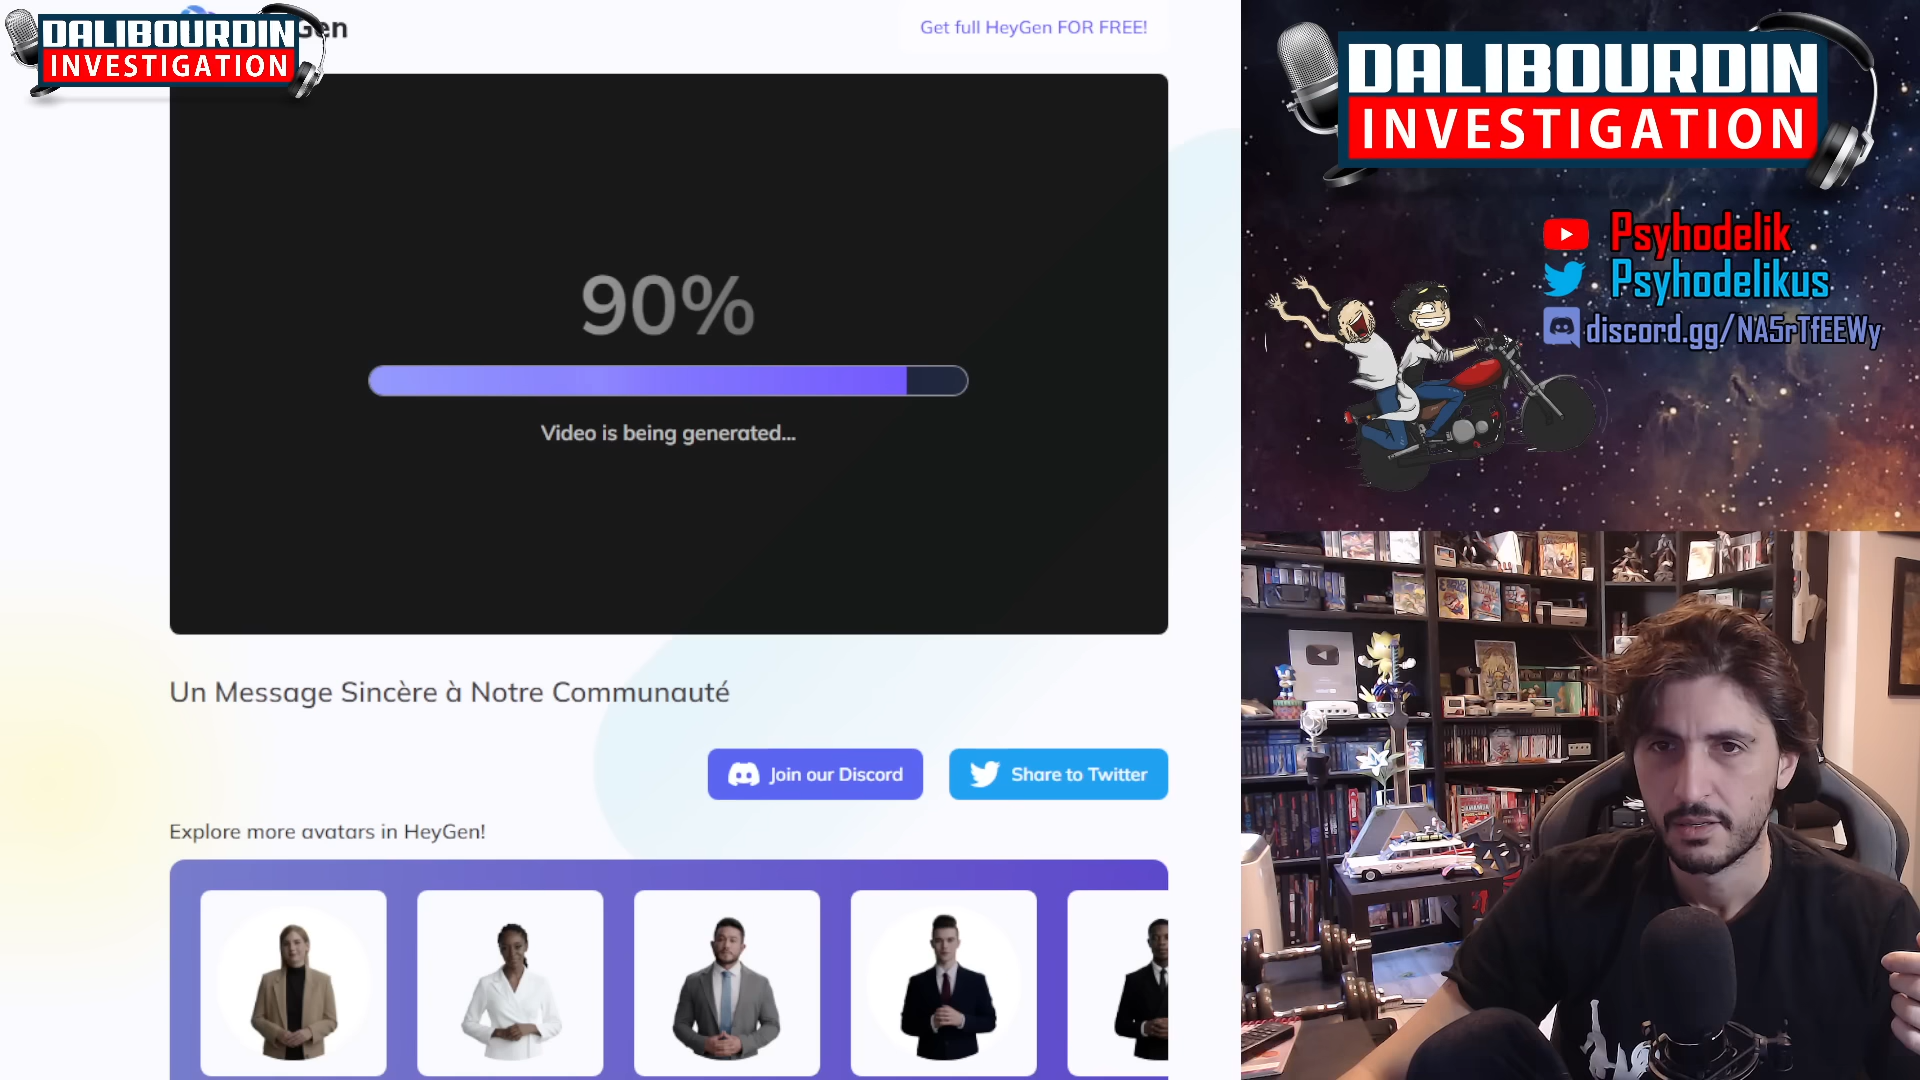 DALIBOURDIN
INVESTIGATION
Gen
Get full HeyGen FOR FREE!
90%
Video is being generated...
Un Message Sincère à Notre Communauté
Join our Discord
Share to Twitter
Explore more avatars in HeyGen!
DALIBOURDIN
INVESTIGATION
Psyhodelik
Psyhodelikus
discord.gg/NA5rTfEEWy